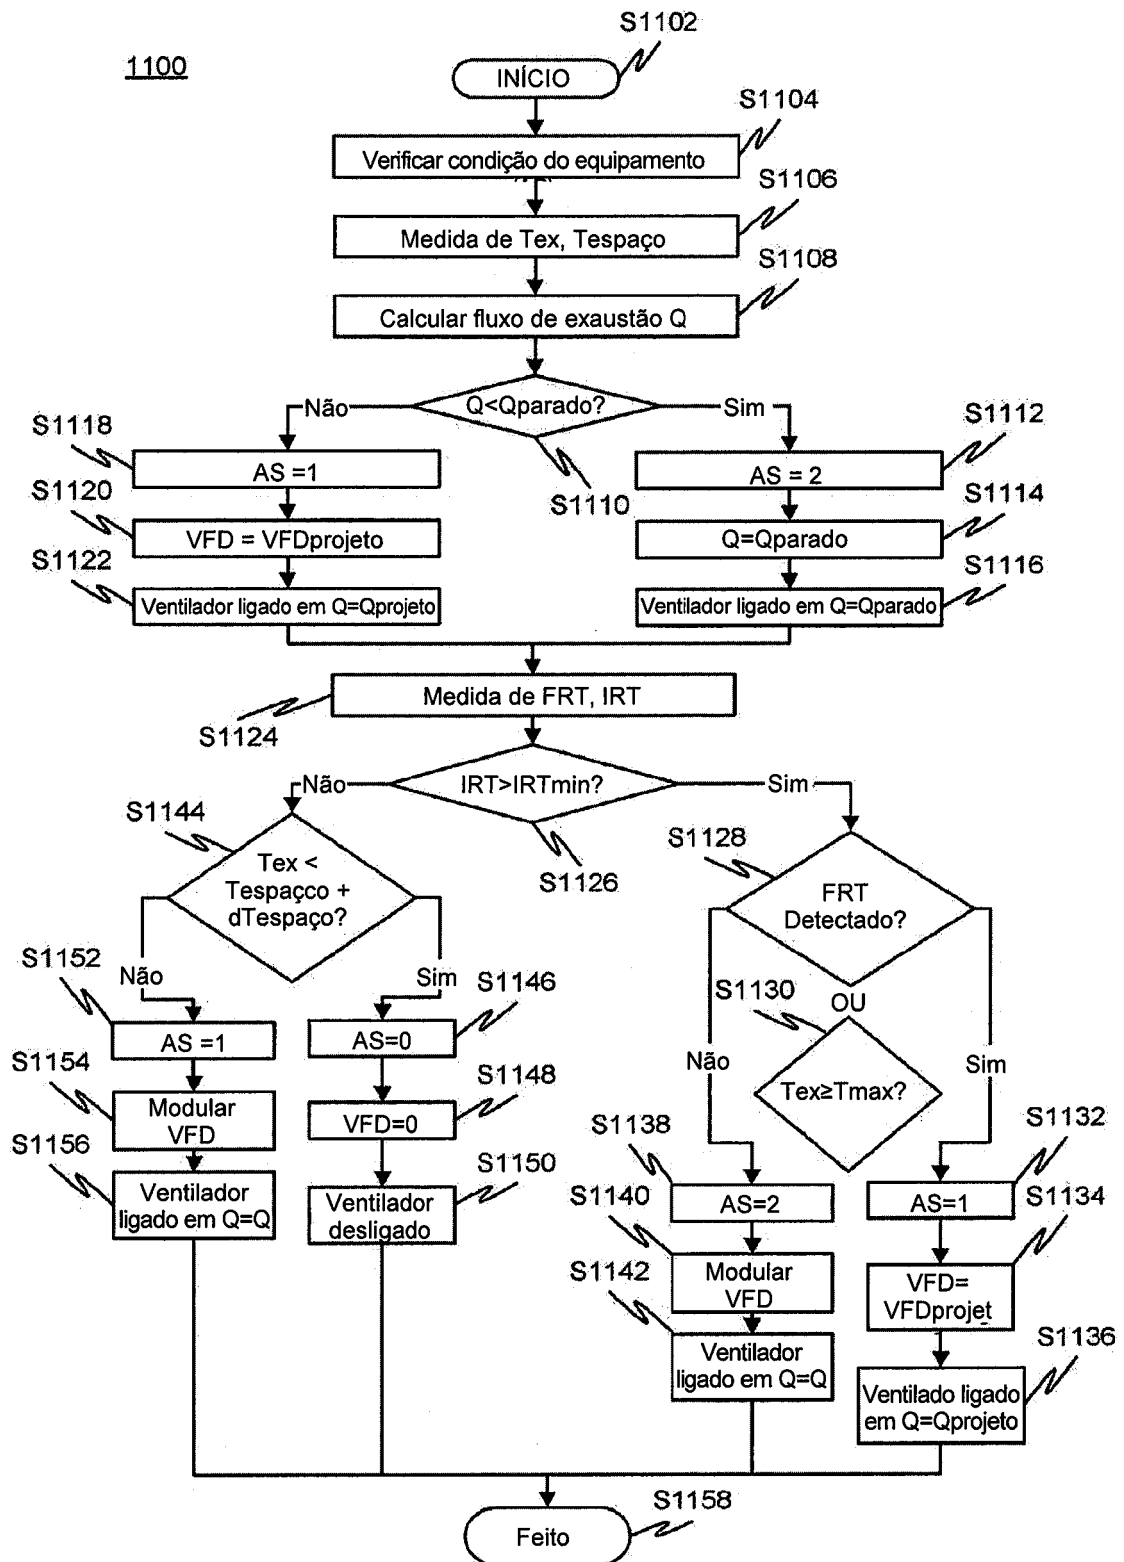 1100
S1102
INÍCIO
S1104
Verificar condição do equipamento
S1106
Medida de Tex, Tespaço
S1108
Calcular fluxo de exaustão Q
Não
Q<Qparado?
Sim
S1110
S1118
AS =1
S1112
AS = 2
S1120
VFD = VFDprojeto
S1114
Q=Qparado
S1122
Ventilador ligado em Q=Qprojeto
S1116
Ventilador ligado em Q=Qparado
Medida de FRT, IRT
S1124
Não
IRT>IRTmin?
Sim
S1126
S1144
Tex <
Tespaçco +
dTespaço?
S1128
FRT
Detectado?
Não
Sim
S1130
OU
Tex≥Tmax?
Não
Sim
S1152
AS =1
S1146
AS=0
S1154
Modular
VFD
S1148
VFD=0
S1156
Ventilador
ligado em Q=Q
S1150
Ventilador
desligado
S1138
AS=2
S1132
AS=1
S1140
Modular
VFD
S1134
VFD=
VFDprojet
S1142
Ventilador
ligado em Q=Q
S1136
Ventilado ligado
em Q=Qprojeto
S1158
Feito